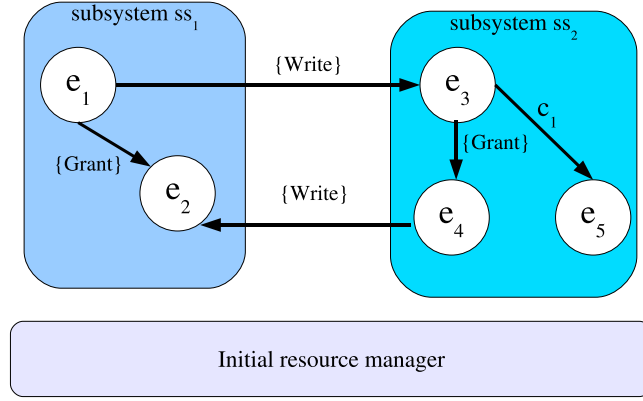 subsystem ss₁
subsystem ss₂
{Write}
e₁
e₃
c₁
{Grant}
{Grant}
e₂
{Write}
e₄
e₅
Initial resource manager